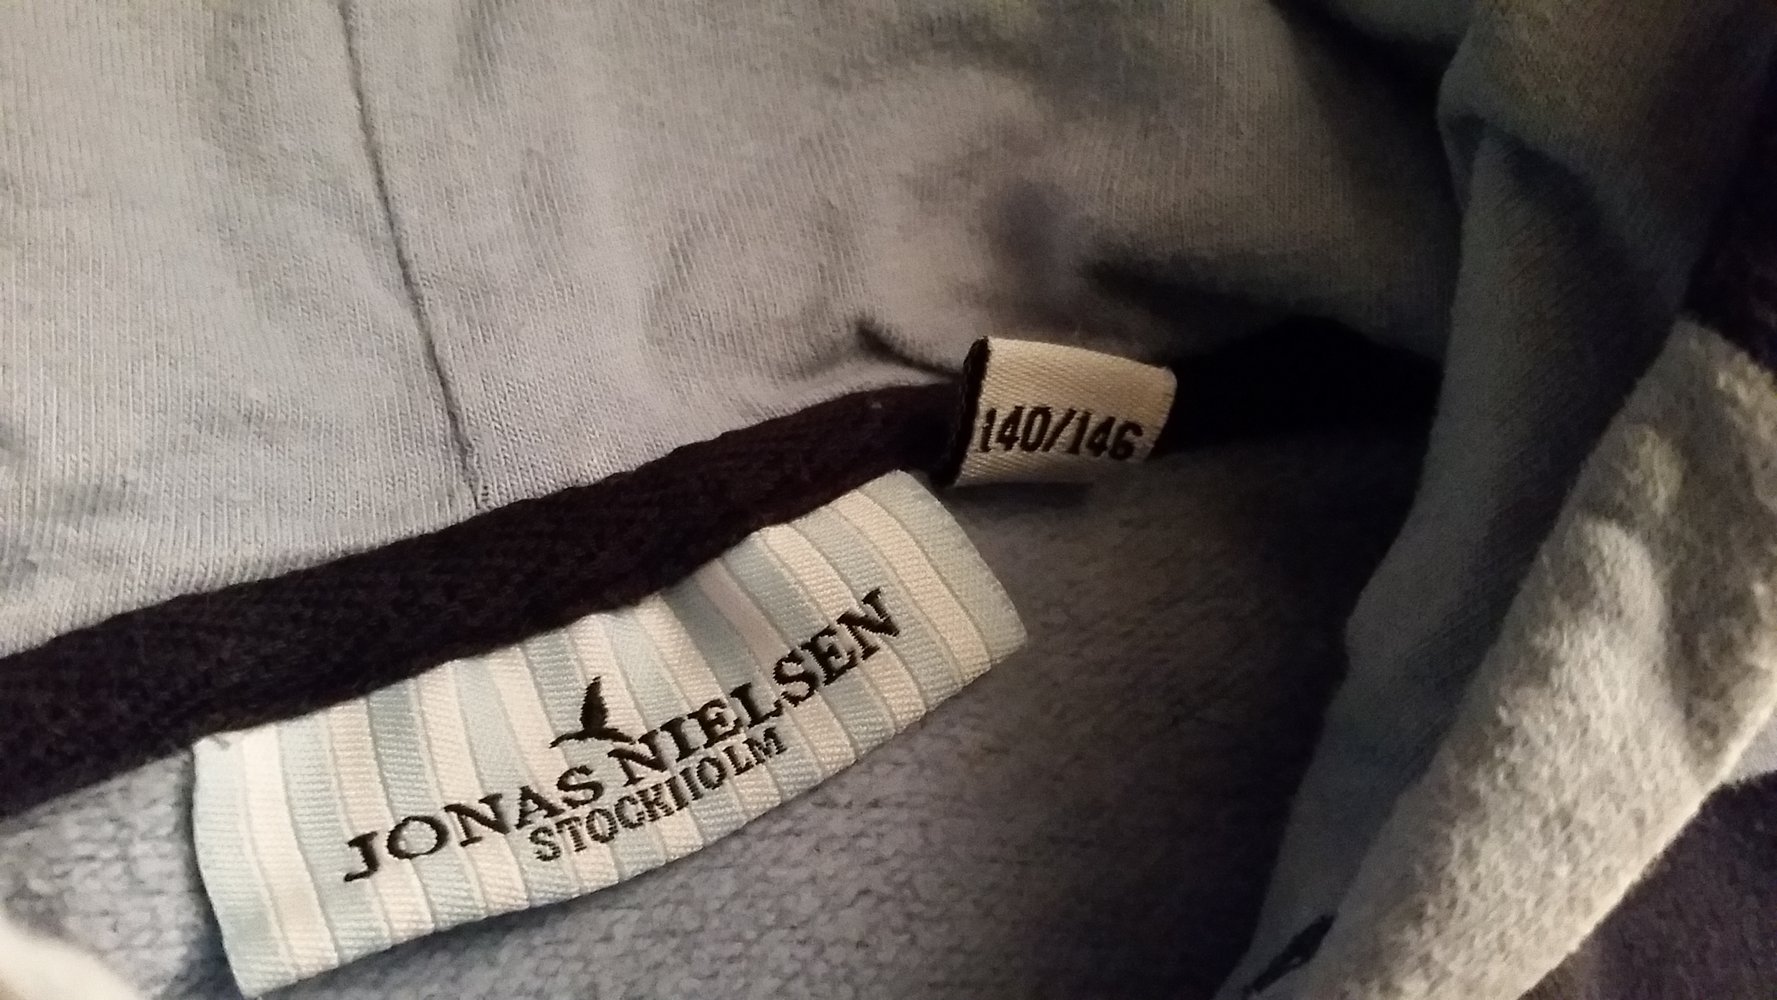 140/146
JONAS NIELSEN
STOCKHOLM